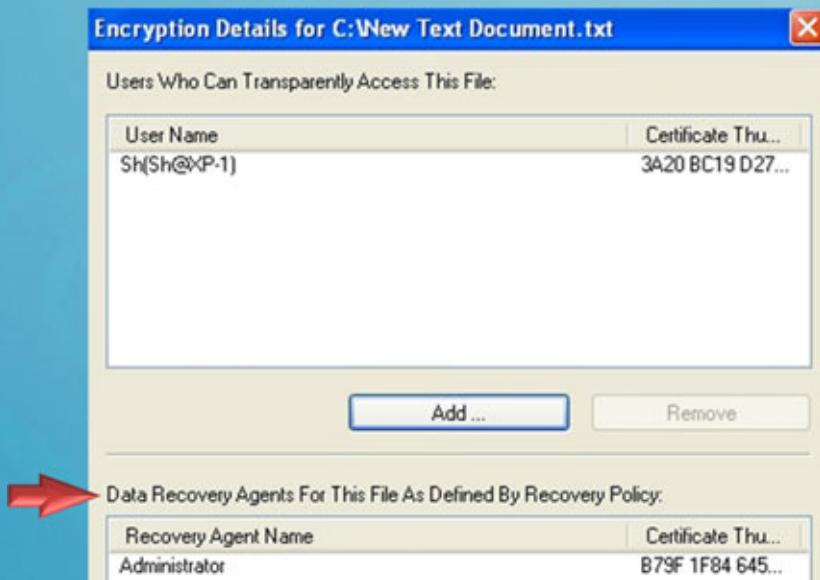 Encryption Details for C:\New Text Document.txt
Users Who Can Transparently Access This File:
User Name Certificate Thu...
Sh(Sh@XP-1) 3A20 BC19 D27...
Add ... Remove
Data Recovery Agents For This File As Defined By Recovery Policy:
Recovery Agent Name Certificate Thu...
Administrator B79F 1F84 645...